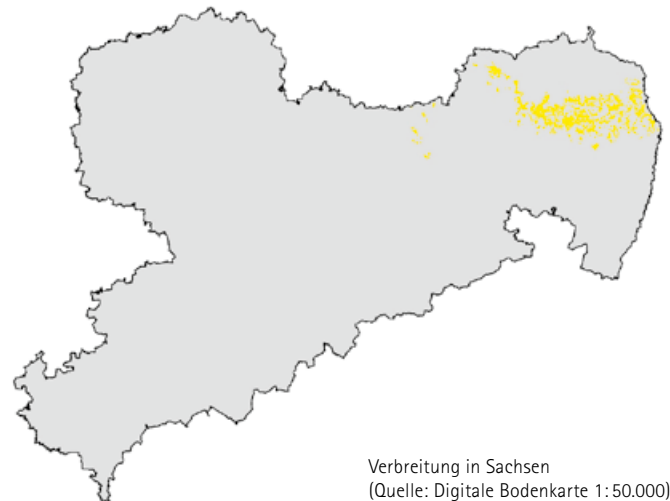 Verbreitung in Sachsen
(Quelle: Digitale Bodenkarte 1:50.000)